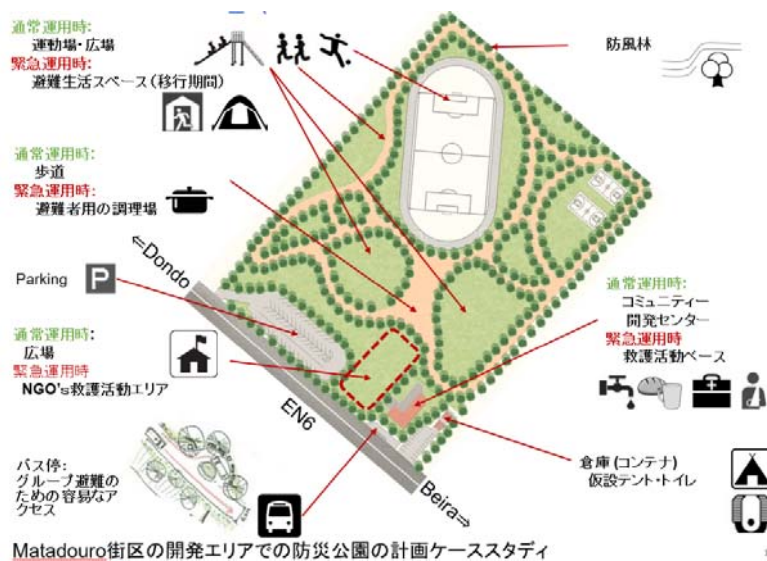 通常運用時:
運動場・広場
緊急運用時:
避難生活スペース(移行期間)
防風林
通常運用時:
歩道
緊急運用時:
避難者用の調理場
⇐Dondo
Parking
P
通常運用時:
広場
緊急運用時
NGO's救護活動エリア
EN6
Beira⇒
通常運用時:
コミュニティー
開発センター
緊急運用時
救護活動ベース
バス停:
グループ避難の
ための容易なア
クセス
倉庫(コンテナ)
仮設テント・トイレ
Matadouro街区の開発エリアでの防災公園の計画ケーススタディ